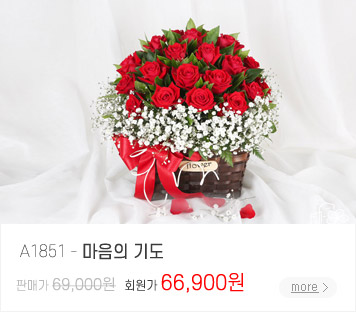 flower
A1851 - 마음의 기도
판매가 69,000원 회원가 66,900원
more >